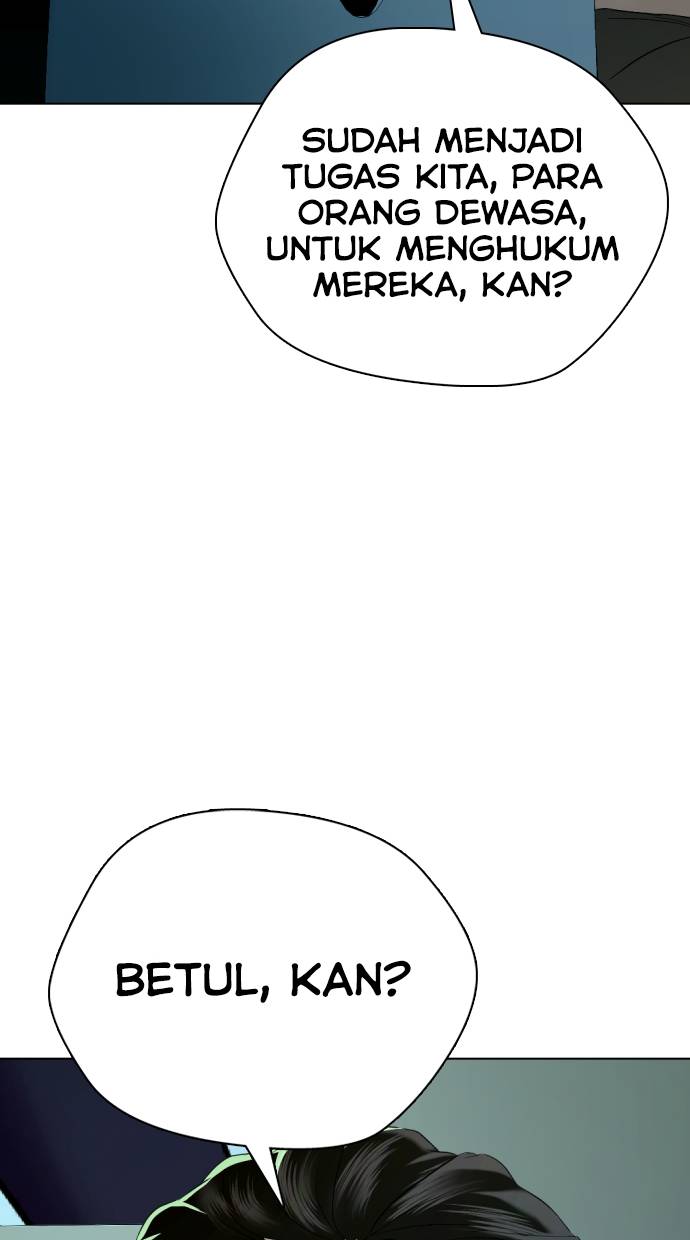 SUDAH MENJADI
TUGAS KITA, PARA
ORANG DEWASA,
UNTUK MENGHUKUM
MEREKA, KAN?
BETUL, KAN?